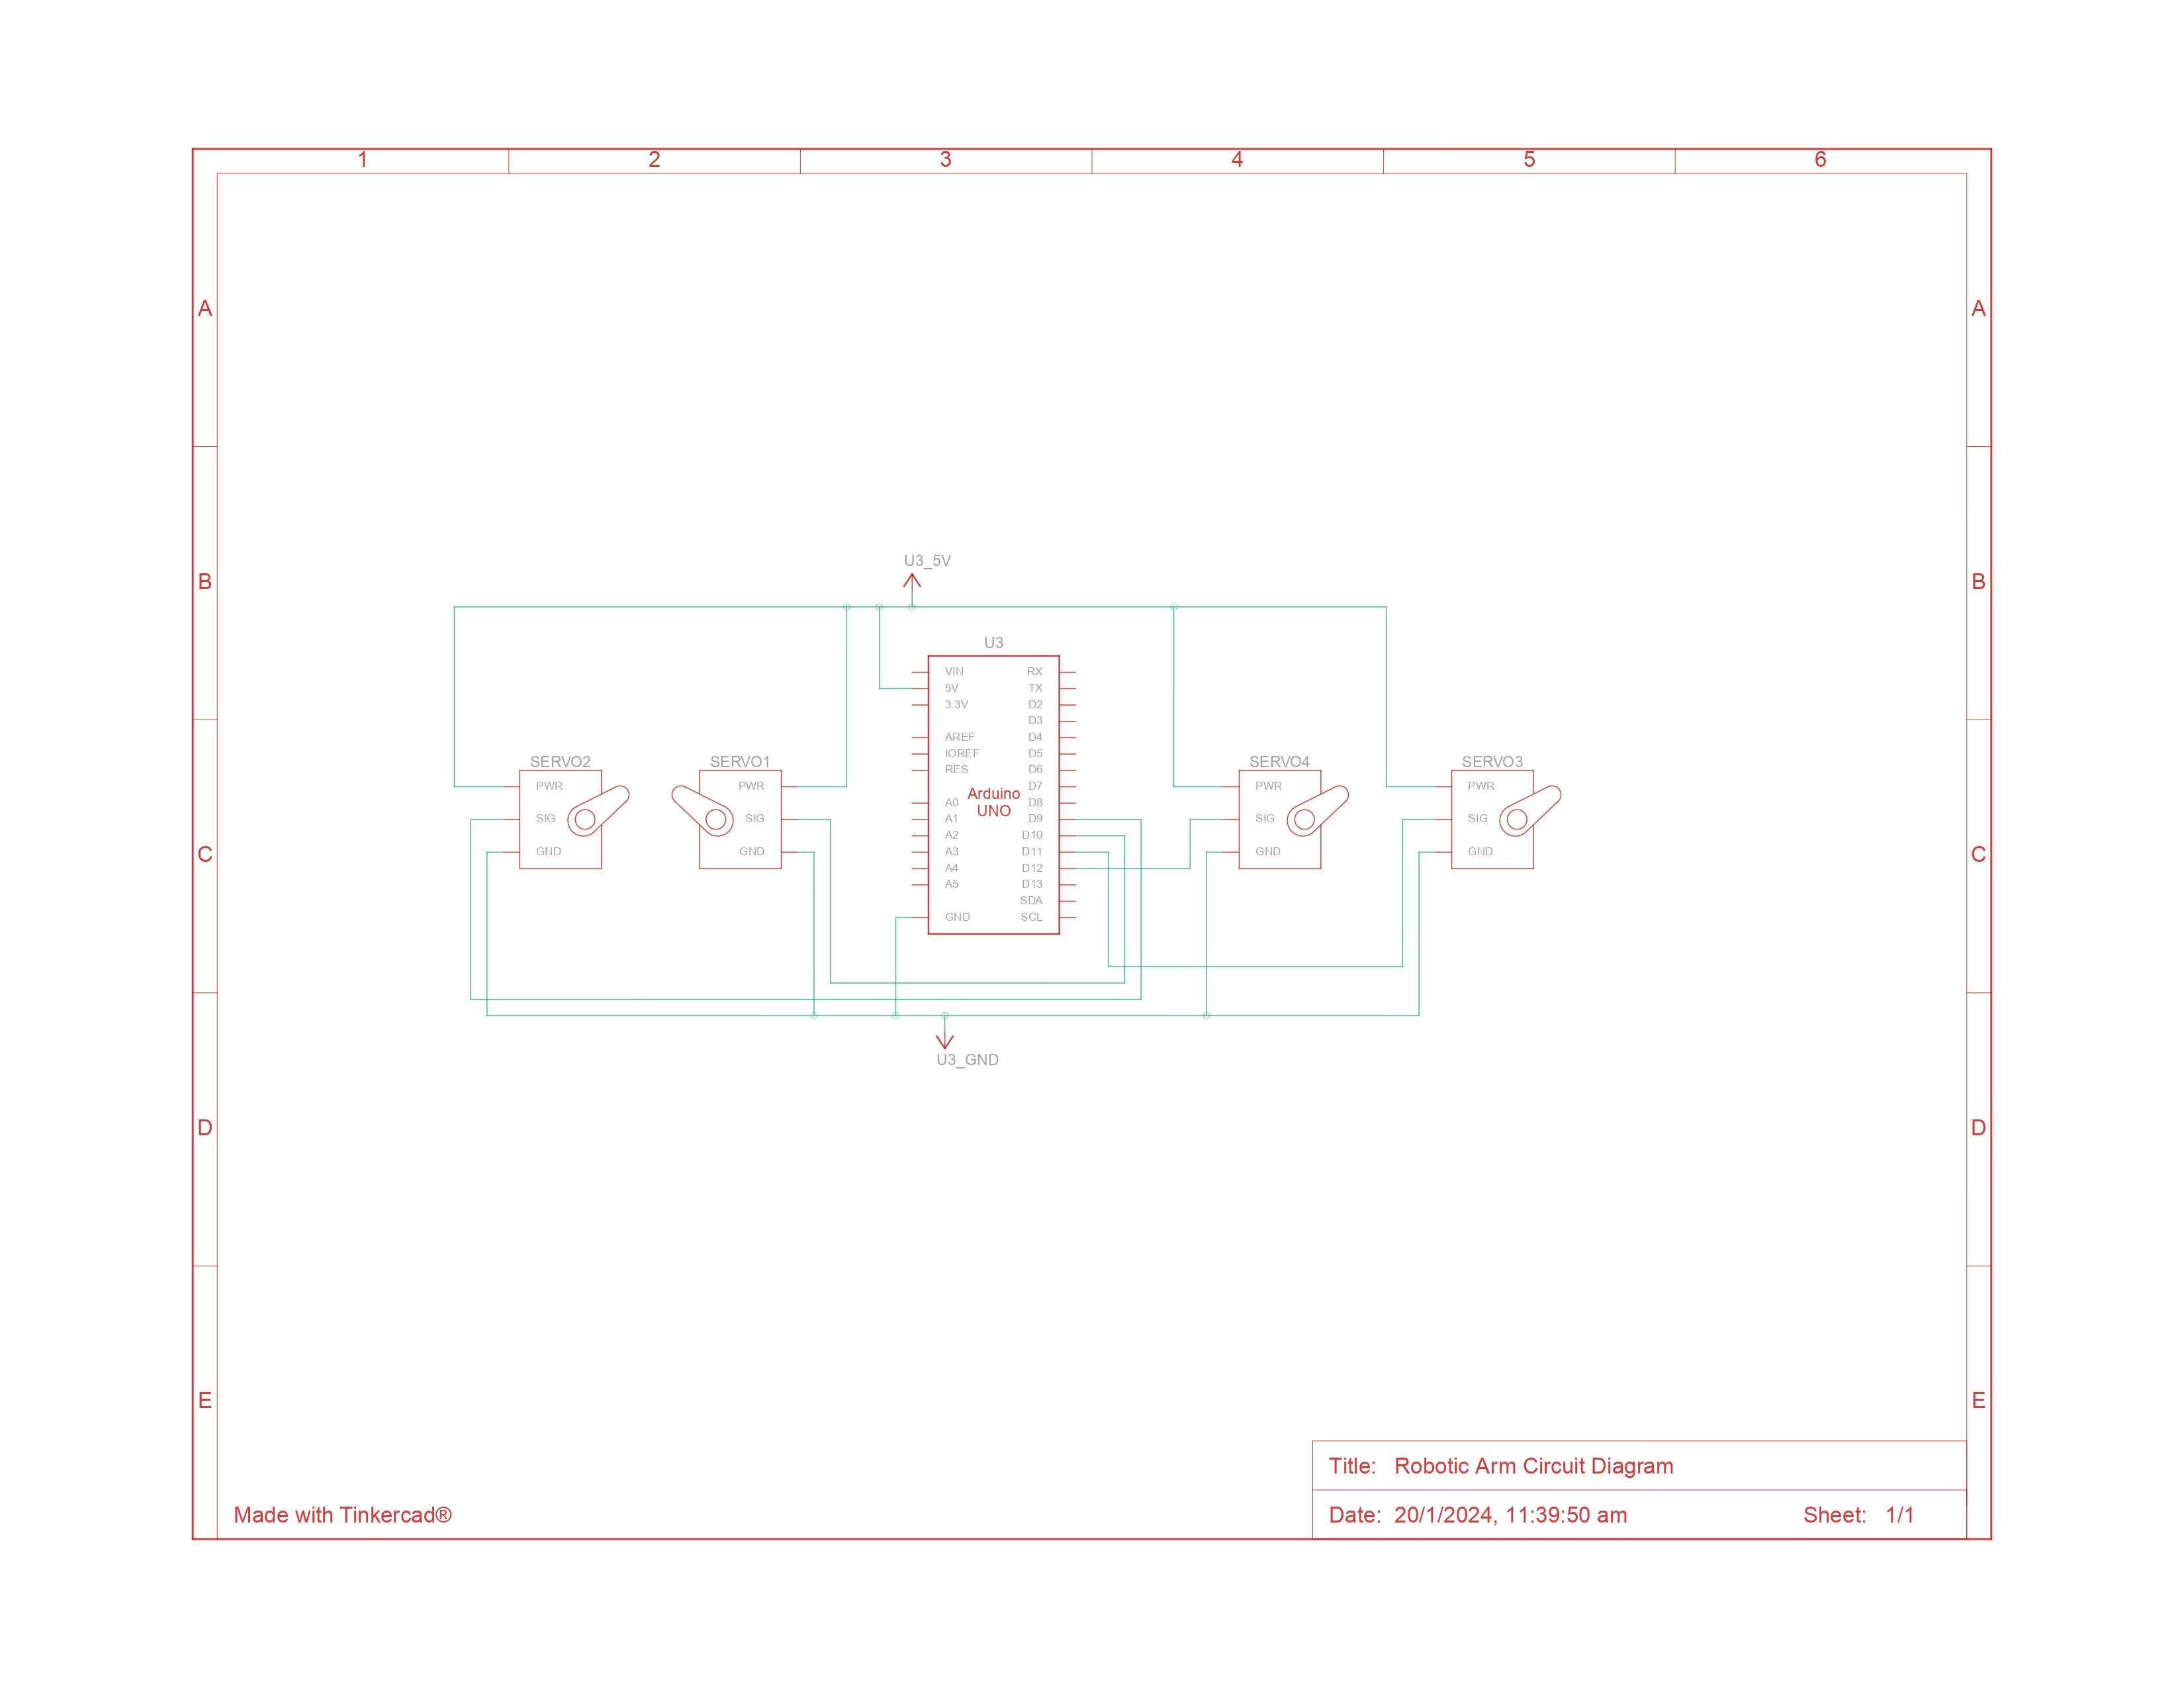 1 2 3 4 5 6
A A
B B
C C
D D
E E
U3_5V
U3
VIN RX
5V TX
3.3V D2
D3
AREF D4
IOREF D5
RES D6
D7
Arduino
UNO
A0 D8
A1 D9
A2 D10
A3 D11
A4 D12
A5 D13
SDA
GND SCL
SERVO2
PWR
SIG
GND
SERVO1
PWR
SIG
GND
SERVO4
PWR
SIG
GND
SERVO3
PWR
SIG
GND
U3_GND
Title: Robotic Arm Circuit Diagram
Date: 20/1/2024, 11:39:50 am Sheet: 1/1
Made with Tinkercad®